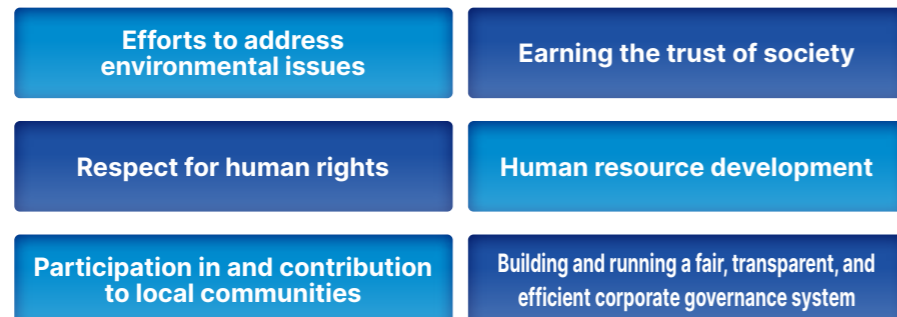 Efforts to address
environmental issues
Earning the trust of society
Respect for human rights
Human resource development
Participation in and contribution
to local communities
Building and running a fair, transparent, and
efficient corporate governance system